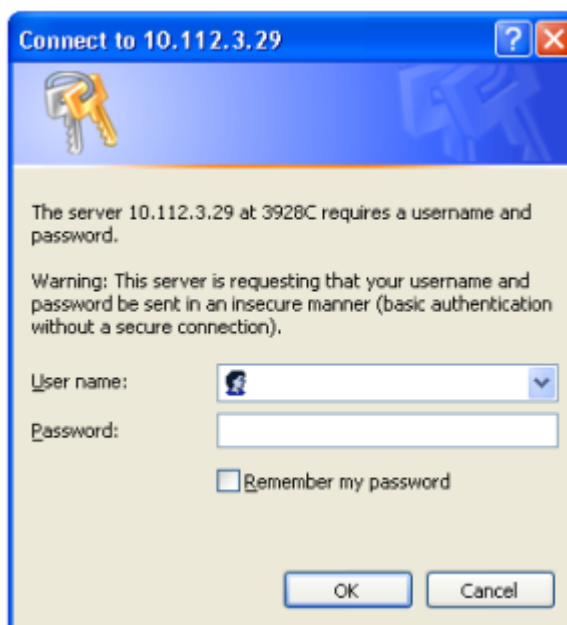 Connect to 10.112.3.29
The server 10.112.3.29 at 3928C requires a username and
password.
Warning: This server is requesting that your username and
password be sent in an insecure manner (basic authentication
without a secure connection).
User name:
Password:
Remember my password
OK
Cancel